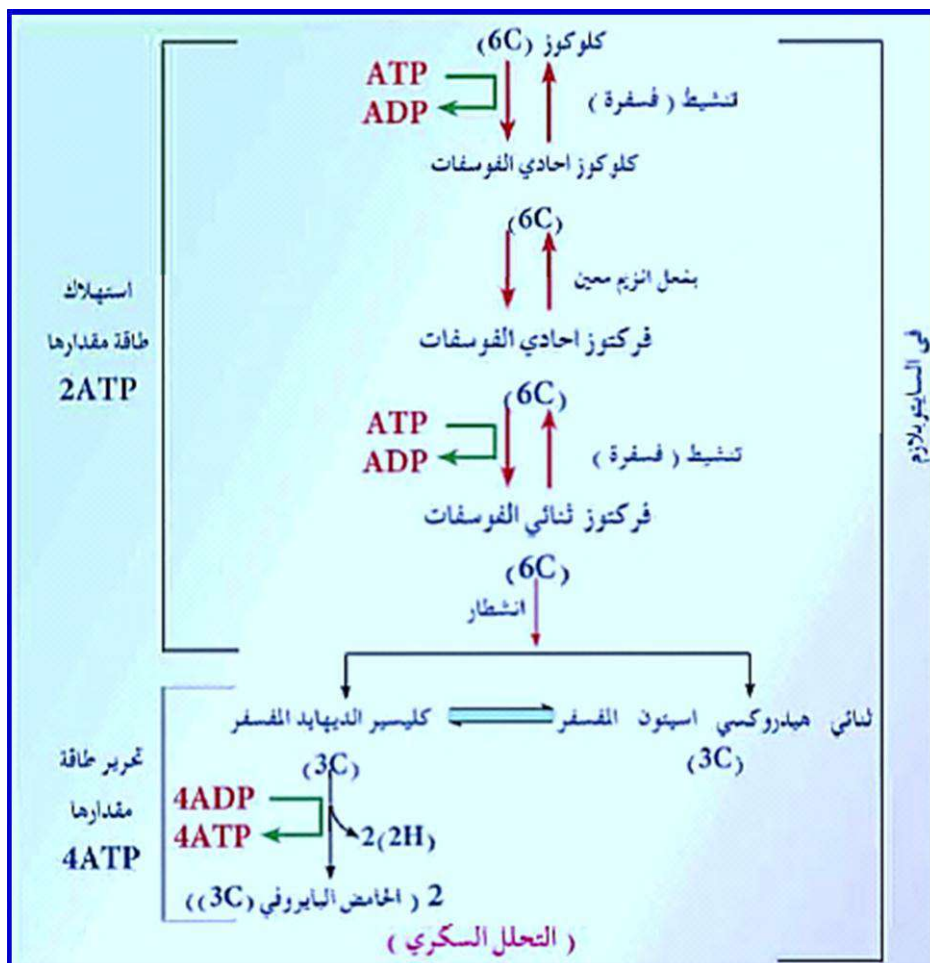 كلوكوز (6C)
ATP
ADP
تنشيط ( فسفرة )
كلوكوز احادي الفوسفات
(6C)
بفعل انزيم معين
فركتوز احادي الفوسفات
(6C)
ATP
ADP
تنشيط ( فسفرة )
فركتوز ثنائي الفوسفات
(6C)
انشطار
استهلاك
طاقة مقدارها
2ATP
في السايتوبلازم
ثنائي هيدروكسي اسيتون المفسفر
(3C)
كليسير الديهايد المفسفر
(3C)
4ADP
4ATP
2(2H)
تحرير طاقة
مقدارها
4ATP
2 ( الحامض البايروفي (3C))
( التحلل السكري )